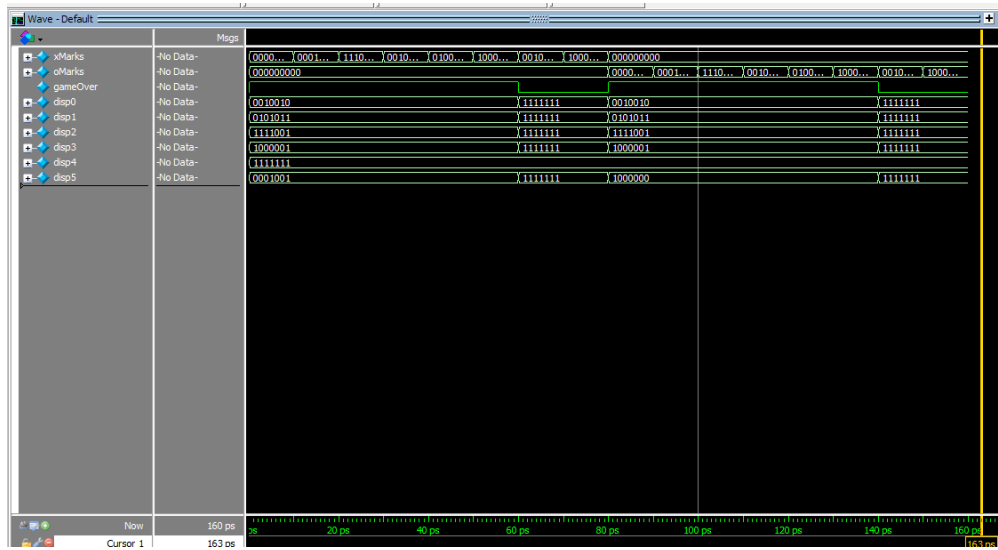 Wave - Default
Msgs
xMarks -No Data- 0000... 0001... 1110... 0010... 0100... 1000... 0010... 1000... 000000000
oMarks -No Data- 000000000 0000... 0001... 1110... 0010... 0100... 1000... 0010... 1000...
gameOver -No Data-
disp0 -No Data- 0010010 1111111 0010010 1111111
disp1 -No Data- 0101011 1111111 0101011 1111111
disp2 -No Data- 1111001 1111111 1111001 1111111
disp3 -No Data- 1000001 1111111 1000001 1111111
disp4 -No Data- 1111111
disp5 -No Data- 0001001 1111111 1000000 1111111
Now 160 ps ps 20 ps 40 ps 60 ps 80 ps 100 ps 120 ps 140 ps 160 ps
Cursor 1 163 ps 163 ps